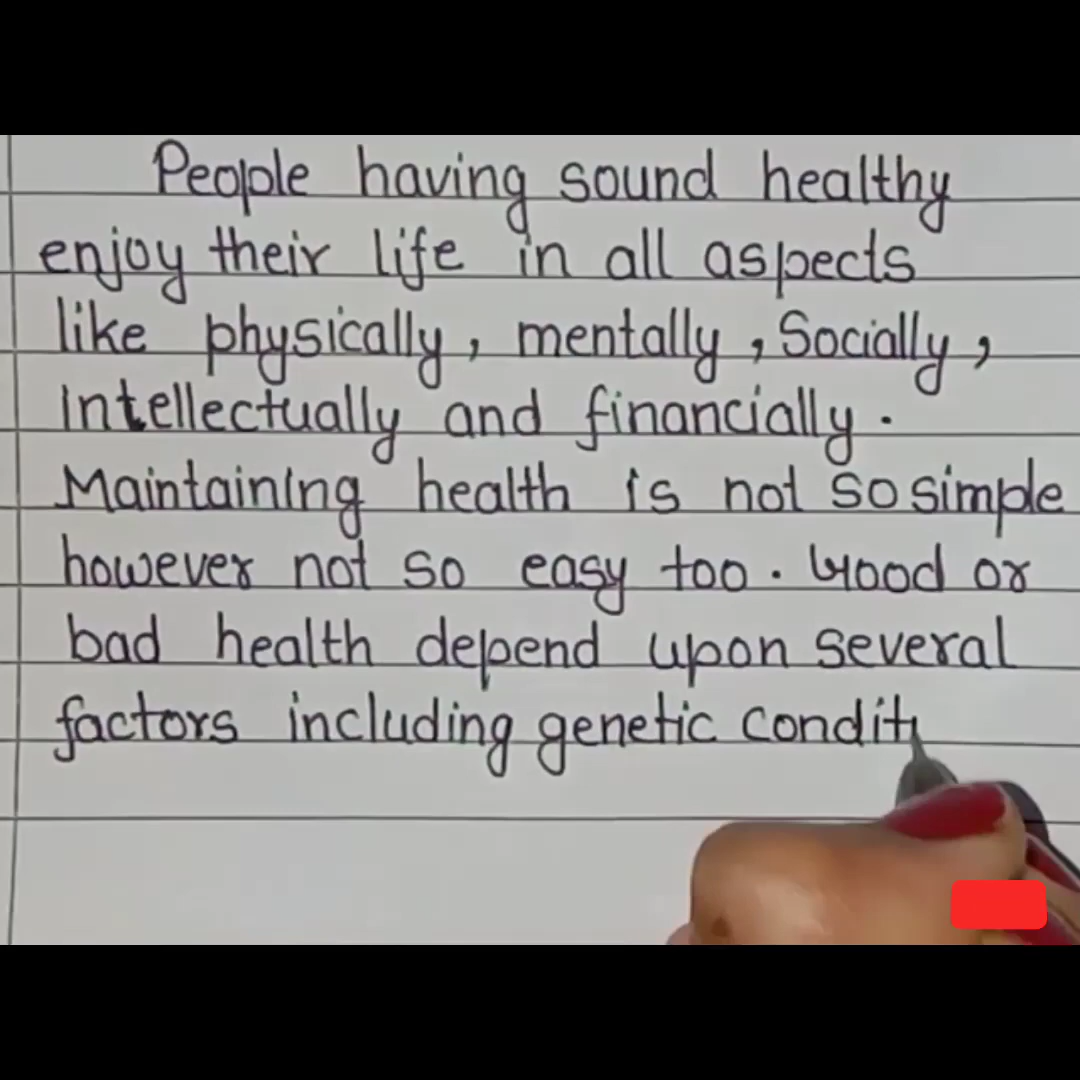 People having sound healthy
enjoy their life in all aspects
like physically, mentally, Socially,
Intellectually and financially.
Maintaining health is not so simple
however not so easy too. Good or
bad health depend upon several
factors including genetic conditi